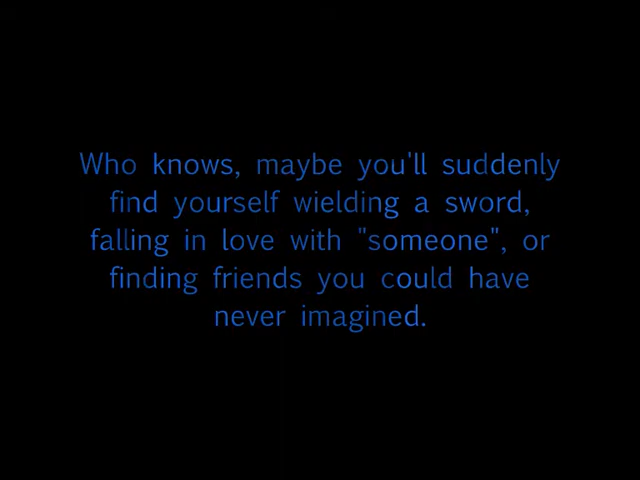 Who knows, maybe you'll suddenly
find yourself wielding a sword,
falling in love with "someone", or
finding friends you could have
never imagined.